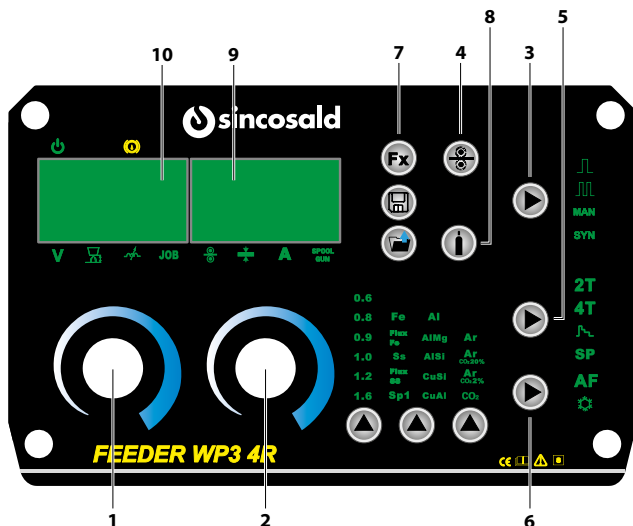 8 5
10 9 7 4 3
sincosald
Fx
MAN
SYN
V JOB A SPOOL GUN
2T
4T
SP
AF
0.6
0.8 Fe Al
0.9 Flux Fe AlMg Ar
1.0 Ss AlSi Ar CO₂20%
1.2 Flux SS CuSi Ar CO₂2%
1.6 Sp1 CuAl CO₂
FEEDER WP3 4R
CE
1 2 6